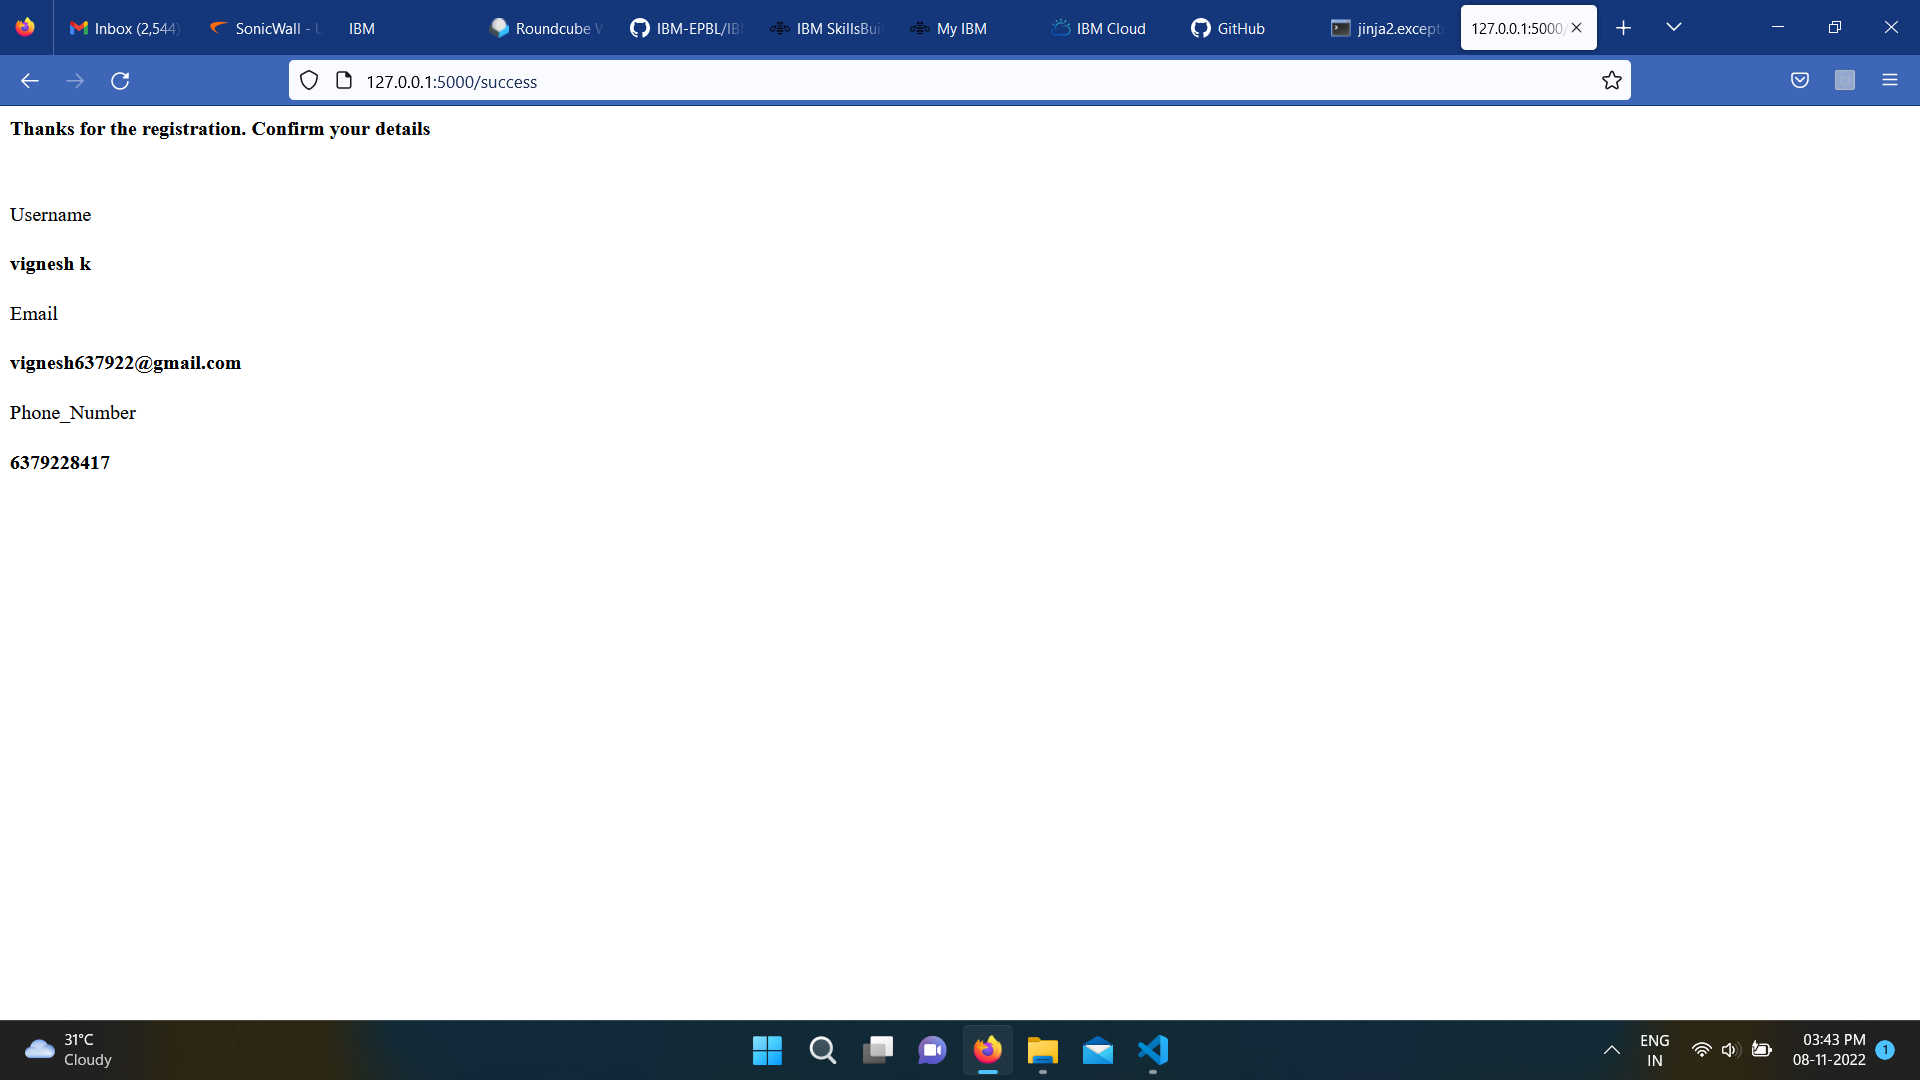 Inbox (2,544)
SonicWall - U
IBM
Roundcube W
IBM-EPBL/IB
IBM SkillsBui
My IBM
IBM Cloud
GitHub
jinja2.except
127.0.0.1:5000/
127.0.0.1:5000/success
Thanks for the registration. Confirm your details
Username
vignesh k
Email
vignesh637922@gmail.com
Phone_Number
6379228417
31°C
Cloudy
ENG
IN
03:43 PM
08-11-2022
1